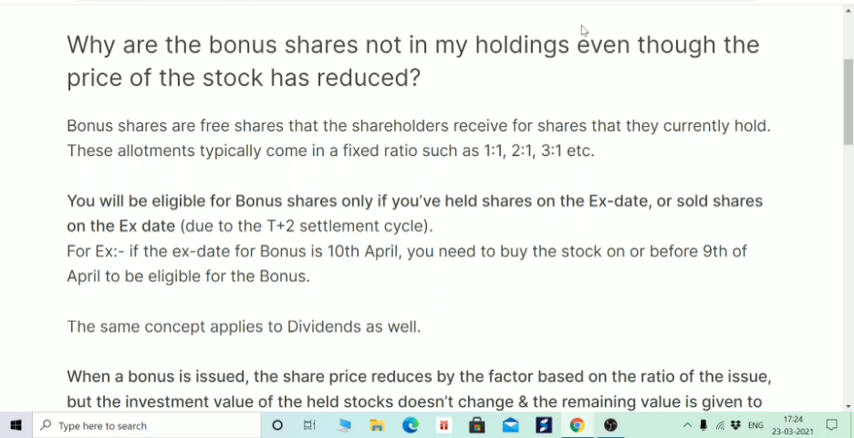 Why are the bonus shares not in my holdings even though the
price of the stock has reduced?
Bonus shares are free shares that the shareholders receive for shares that they currently hold.
These allotments typically come in a fixed ratio such as 1:1, 2:1, 3:1 etc.
You will be eligible for Bonus shares only if you’ve held shares on the Ex-date, or sold shares
on the Ex date (due to the T+2 settlement cycle).
For Ex:- if the ex-date for Bonus is 10th April, you need to buy the stock on or before 9th of
April to be eligible for the Bonus.
The same concept applies to Dividends as well.
When a bonus is issued, the share price reduces by the factor based on the ratio of the issue,
but the investment value of the held stocks doesn’t change & the remaining value is given to
Type here to search
ENG
17:24
23-03-2021